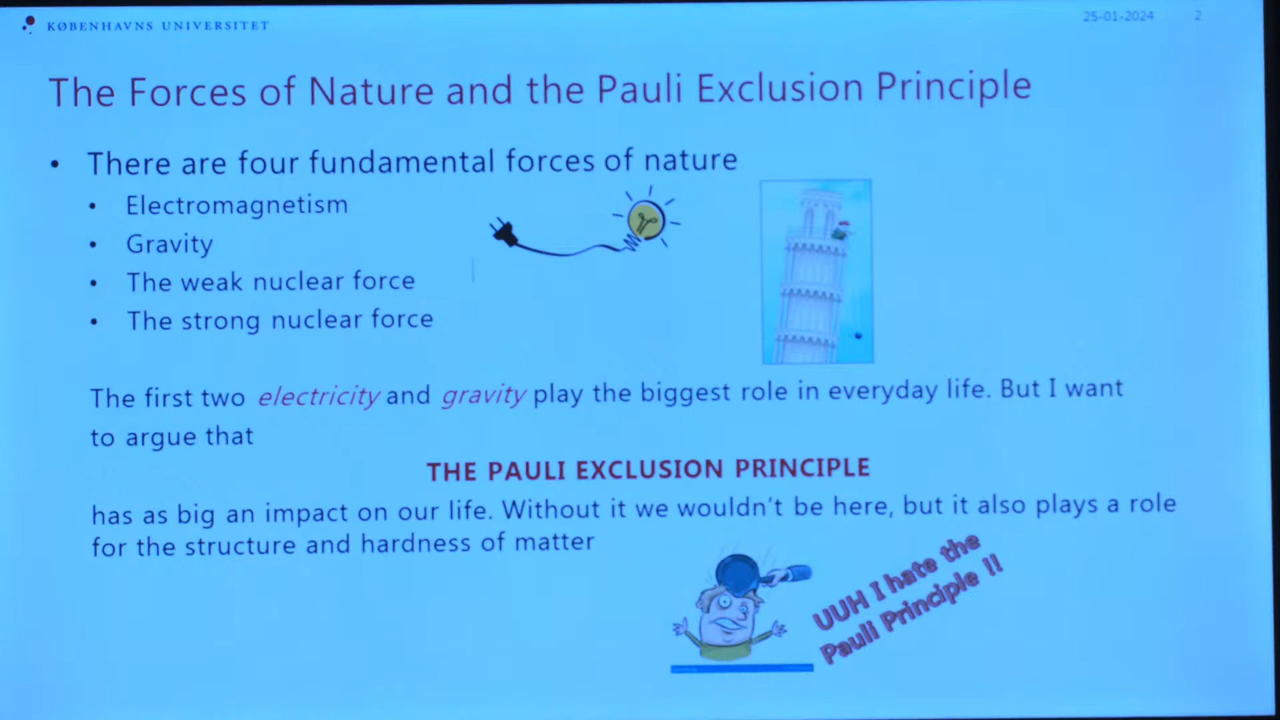 KØBENHAVNS UNIVERSITET
25-01-2024 2
The Forces of Nature and the Pauli Exclusion Principle
• There are four fundamental forces of nature
• Electromagnetism
• Gravity
• The weak nuclear force
• The strong nuclear force
The first two electricity and gravity play the biggest role in everyday life. But I want
to argue that
THE PAULI EXCLUSION PRINCIPLE
has as big an impact on our life. Without it we wouldn't be here, but it also plays a role
for the structure and hardness of matter
UUH I hate the
Pauli Principle !!